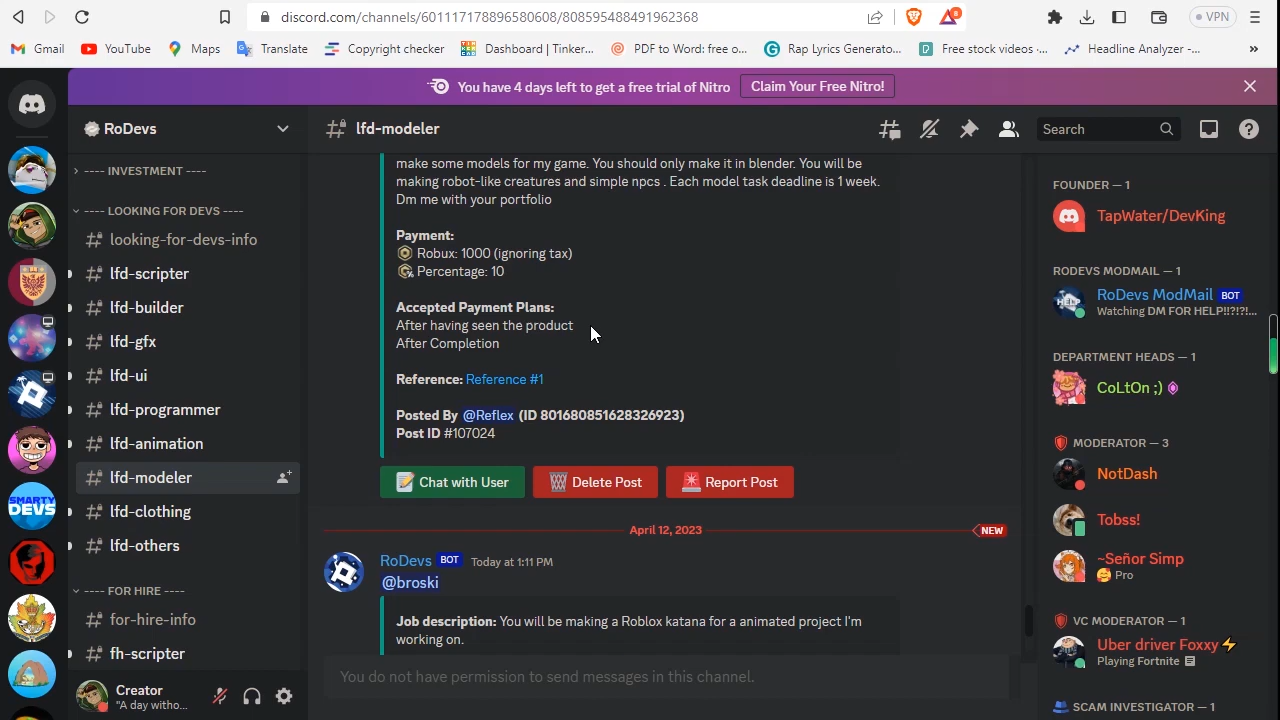 discord.com/channels/601117178896580608/808595488491962368
8
VPN
Gmail
YouTube
Maps
Translate
Copyright checker
Dashboard | Tinker...
PDF to Word: free o...
Rap Lyrics Generato...
Free stock videos -...
Headline Analyzer -...
»
You have 4 days left to get a free trial of Nitro
Claim Your Free Nitro!
RoDevs
---- INVESTMENT ----
---- LOOKING FOR DEVS ----
looking-for-devs-info
lfd-scripter
lfd-builder
lfd-gfx
lfd-ui
lfd-programmer
lfd-animation
lfd-modeler
lfd-clothing
lfd-others
FOR HIRE ----
for-hire-info
fh-scripter
SMARTY
DEVS
Creator
"A day witho...
lfd-modeler
Search
make some models for my game. You should only make it in blender. You will be
making robot-like creatures and simple npcs . Each model task deadline is 1 week.
Dm me with your portfolio
Payment:
Robux: 1000 (ignoring tax)
Percentage: 10
Accepted Payment Plans:
After having seen the product
After Completion
Reference: Reference #1
Posted By @Reflex (ID 801680851628326923)
Post ID #107024
Chat with User
Delete Post
Report Post
April 12, 2023
NEW
RoDevs BOT Today at 1:11 PM
@broski
Job description: You will be making a Roblox katana for a animated project I'm
working on.
You do not have permission to send messages in this channel.
FOUNDER — 1
TapWater/DevKing
RODEVS MODMAIL — 1
HELP
RoDevs ModMail BOT
Watching DM FOR HELP!!?!?!...
DEPARTMENT HEADS — 1
CoLtOn ;)
MODERATOR — 3
NotDash
Tobss!
~Señor Simp
Pro
VC MODERATOR — 1
Uber driver Foxxy
Playing Fortnite
SCAM INVESTIGATOR — 1